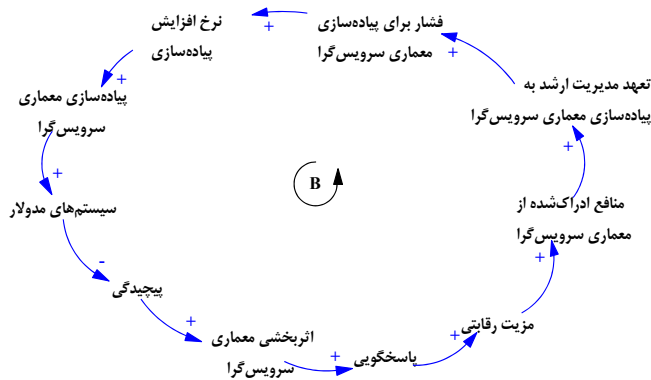 فشار برای پیاده‌سازی
معماری سرویس‌گرا
+
نرخ افزایش
پیاده‌سازی
+
پیاده‌سازی معماری
سرویس‌گرا
+
سیستم‌های مدولار
-
پیچیدگی
+
اثربخشی معماری
سرویس‌گرا
+
پاسخگویی
+
مزیت رقابتی
+
منافع ادراک‌شده از
معماری سرویس‌گرا
+
تعهد مدیریت ارشد به
پیاده‌سازی معماری سرویس‌گرا
+
B